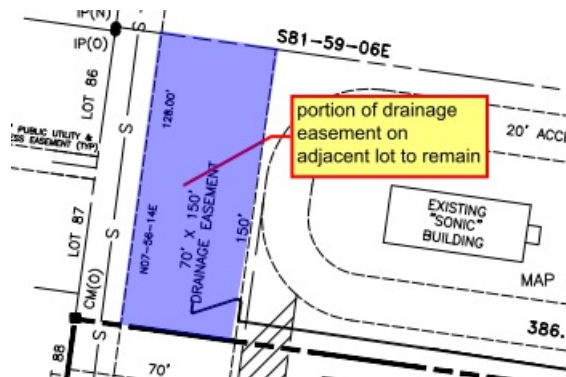 IP(N)
IP(O)
S81-59-06E
LOT 86
S
128.00'
portion of drainage
easement on
adjacent lot to remain
20' ACCE
PUBLIC UTILITY &
ESS EASEMENT (TYP)
EXISTING
"SONIC"
BUILDING
MAP
LOT 87
S
N07-56-14E
70' X 150'
DRAINAGE EASEMENT
150'
CM(O)
386.
S
T 88
70'